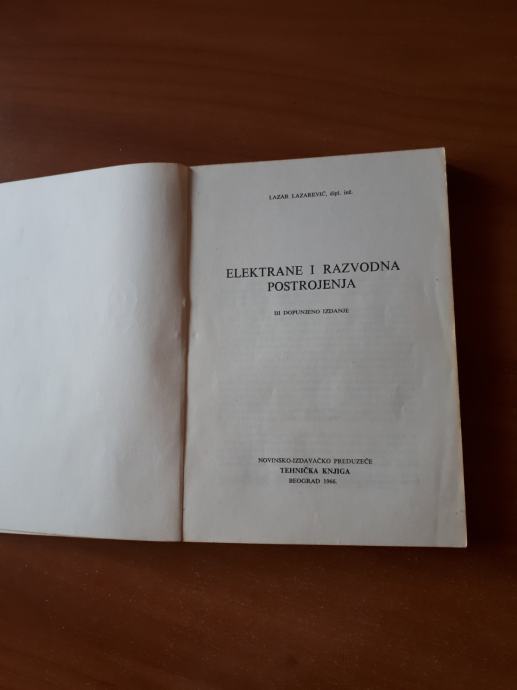 LAZAR LAZAREVIĆ, dipl. inž.
ELEKTRANE I RAZVODNA
POSTROJENJA
III DOPUNJENO IZDANJE
NOVINSKO-IZDAVAČKO PREDUZEĆE
TEHNIČKA KNJIGA
BEOGRAD 1966.